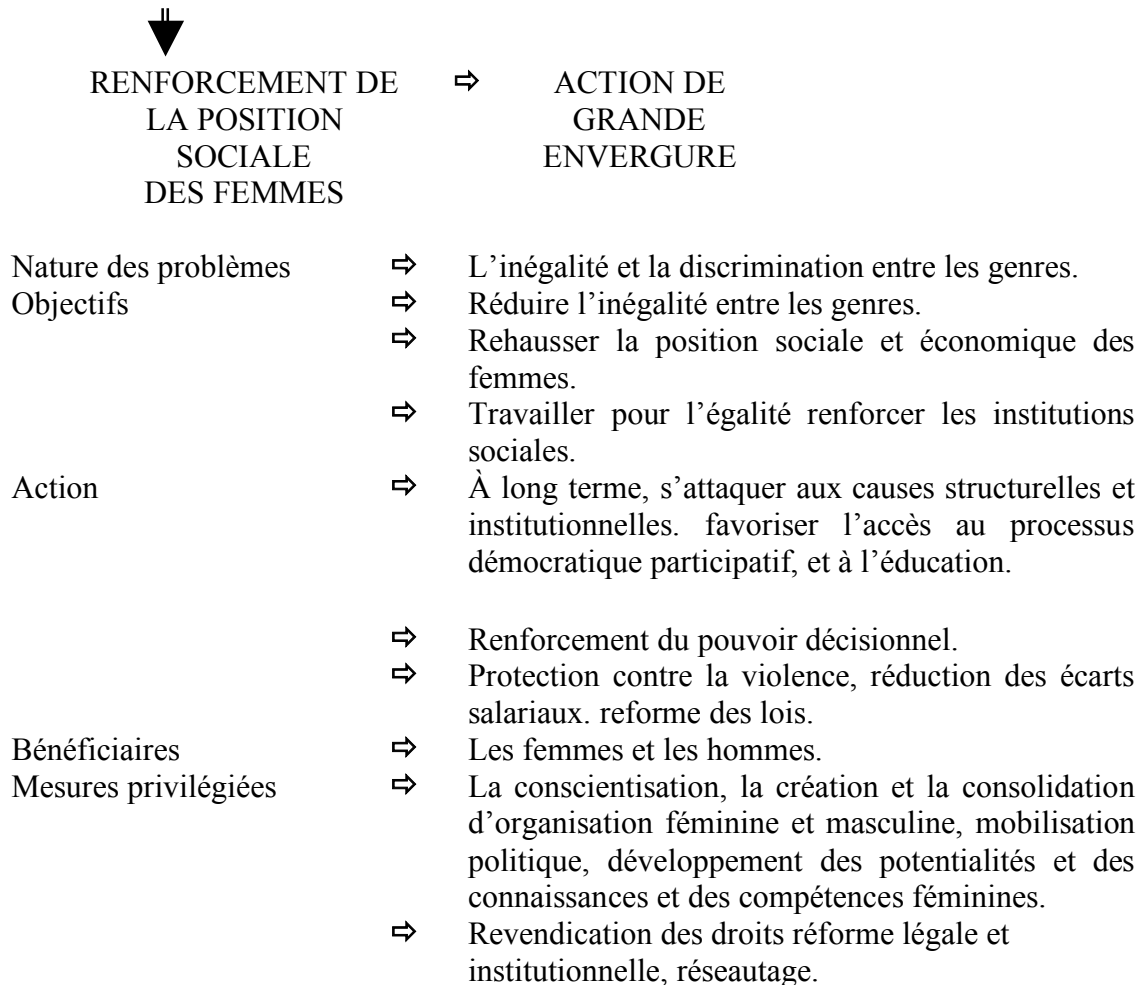 RENFORCEMENT DE ⇨ ACTION DE
LA POSITION GRANDE
SOCIALE ENVERGURE
DES FEMMES
Nature des problèmes ⇨ L’inégalité et la discrimination entre les genres.
Objectifs ⇨ Réduire l’inégalité entre les genres.
⇨ Rehausser la position sociale et économique des
femmes.
⇨ Travailler pour l’égalité renforcer les institutions
sociales.
Action ⇨ À long terme, s’attaquer aux causes structurelles et
institutionnelles. favoriser l’accès au processus
démocratique participatif, et à l’éducation.
⇨ Renforcement du pouvoir décisionnel.
⇨ Protection contre la violence, réduction des écarts
salariaux. reforme des lois.
Bénéficiaires ⇨ Les femmes et les hommes.
Mesures privilégiées ⇨ La conscientisation, la création et la consolidation
d’organisation féminine et masculine, mobilisation
politique, développement des potentialités et des
connaissances et des compétences féminines.
⇨ Revendication des droits réforme légale et
institutionnelle, réseautage.